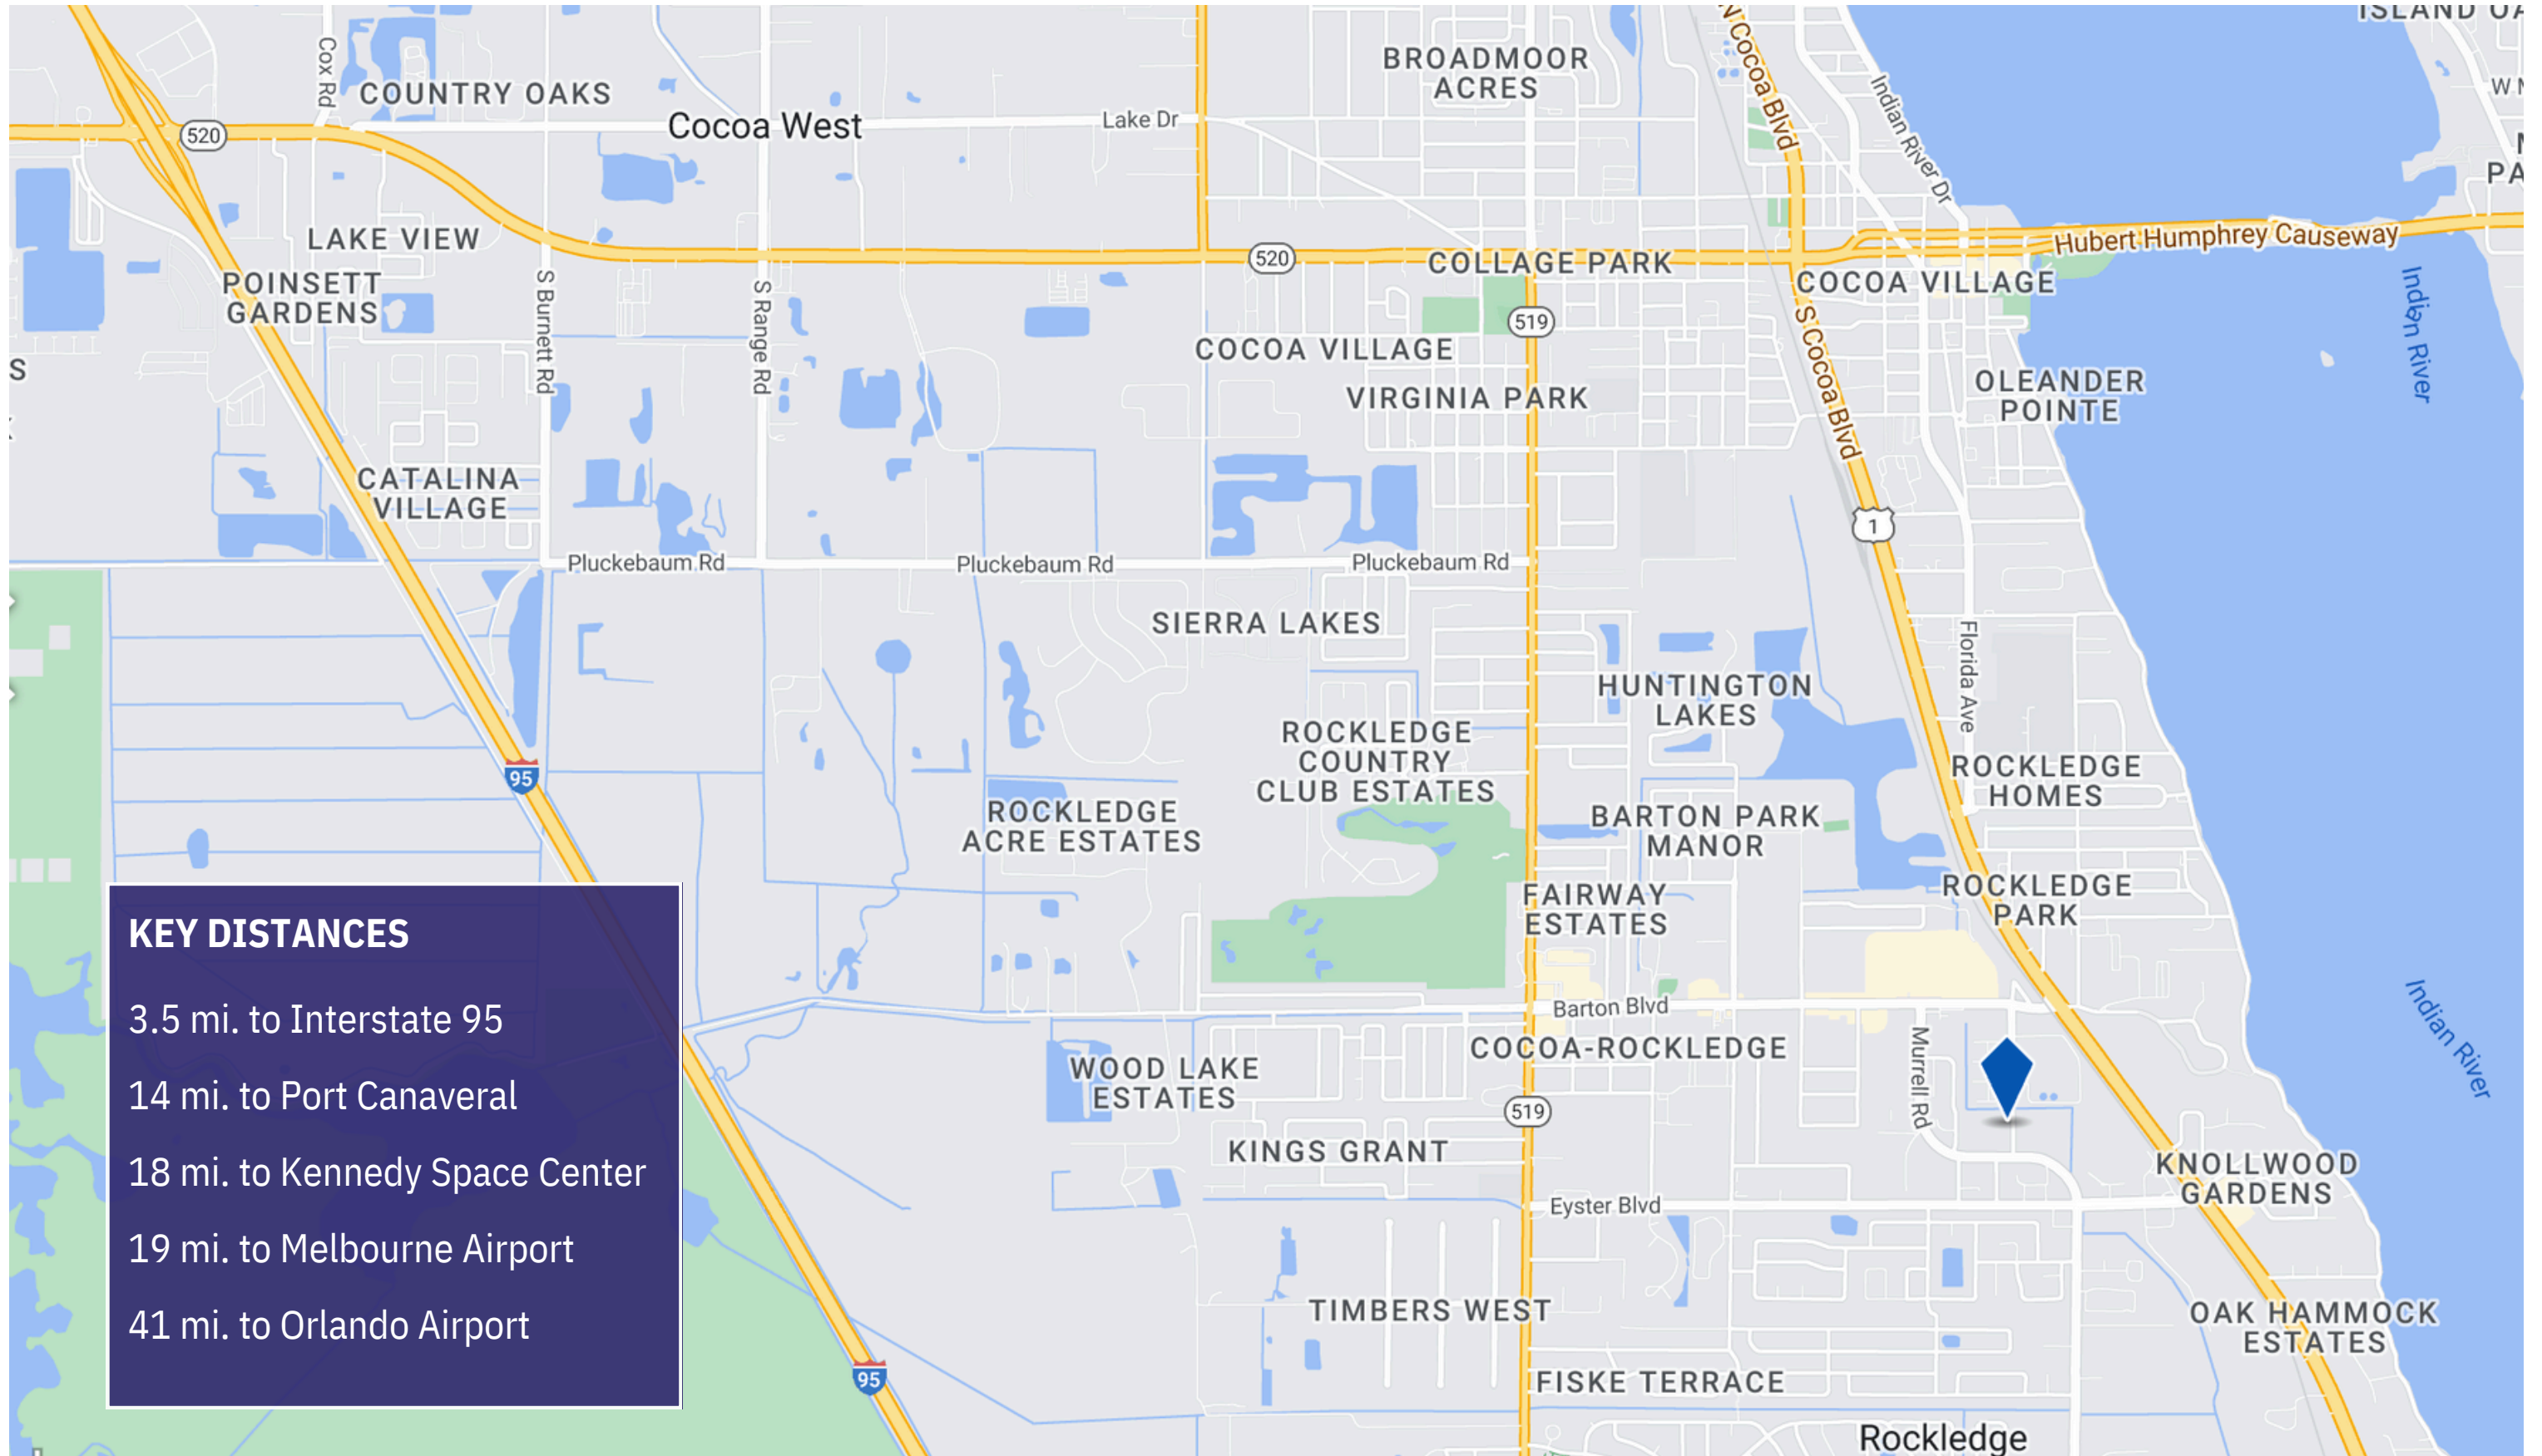 ISLAND OA
N Cocoa Blvd
BROADMOOR
ACRES
Cox Rd
COUNTRY OAKS
Indian River Dr
W N
Cocoa West
Lake Dr
520
N
PA
LAKE VIEW
Hubert Humphrey Causeway
520
COLLAGE PARK
POINSETT
GARDENS
COCOA VILLAGE
S Burnett Rd
S Range Rd
519
Indian River
COCOA VILLAGE
S Cocoa Blvd
S
OLEANDER
POINTE
VIRGINIA PARK
CATALINA
VILLAGE
1
Pluckebaum Rd
Pluckebaum Rd
Pluckebaum Rd
SIERRA LAKES
Florida Ave
HUNTINGTON
LAKES
ROCKLEDGE
COUNTRY
CLUB ESTATES
95
ROCKLEDGE
HOMES
ROCKLEDGE
ACRE ESTATES
BARTON PARK
MANOR
FAIRWAY
ESTATES
ROCKLEDGE
PARK
KEY DISTANCES
3.5 mi. to Interstate 95
14 mi. to Port Canaveral
18 mi. to Kennedy Space Center
19 mi. to Melbourne Airport
41 mi. to Orlando Airport
Barton Blvd
Indian River
COCOA-ROCKLEDGE
Murrell Rd
WOOD LAKE
ESTATES
519
KINGS GRANT
KNOLLWOOD
GARDENS
Eyster Blvd
TIMBERS WEST
OAK HAMMOCK
ESTATES
95
FISKE TERRACE
Rockledge